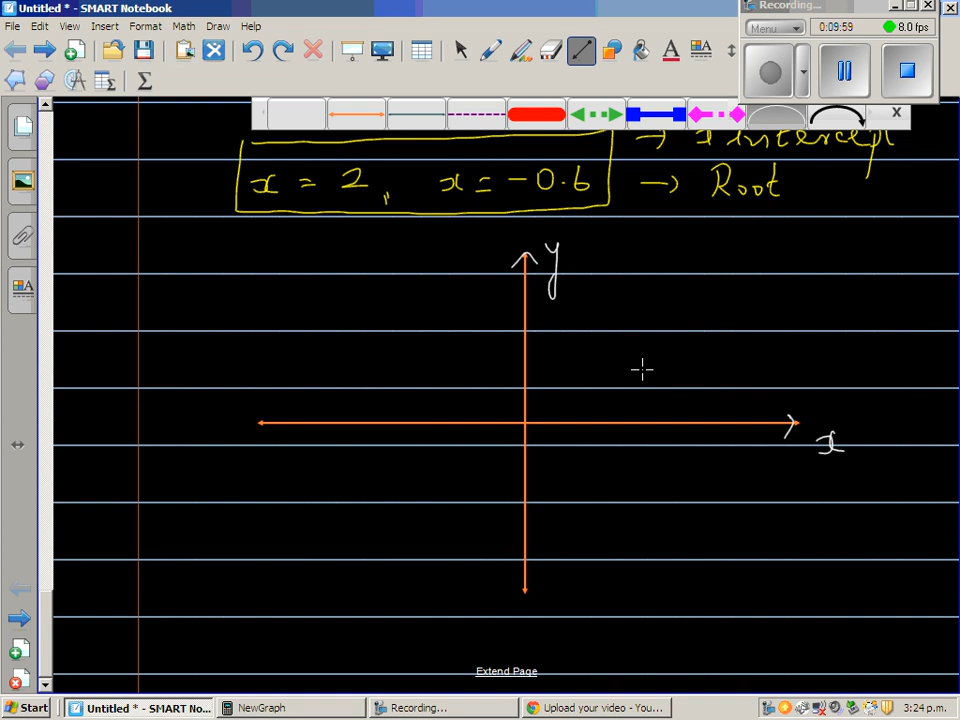 Untitled * - SMART Notebook
Recording...
File Edit View Insert Format Tools Draw Help
Menu 0:09:59 8.0 fps
→ x intercept
x = 2, x = -0.6 → Root
y
x
Extend Page
Start Untitled * - SMART No... NewGraph Recording... Upload your video - You... 3:24 p.m.